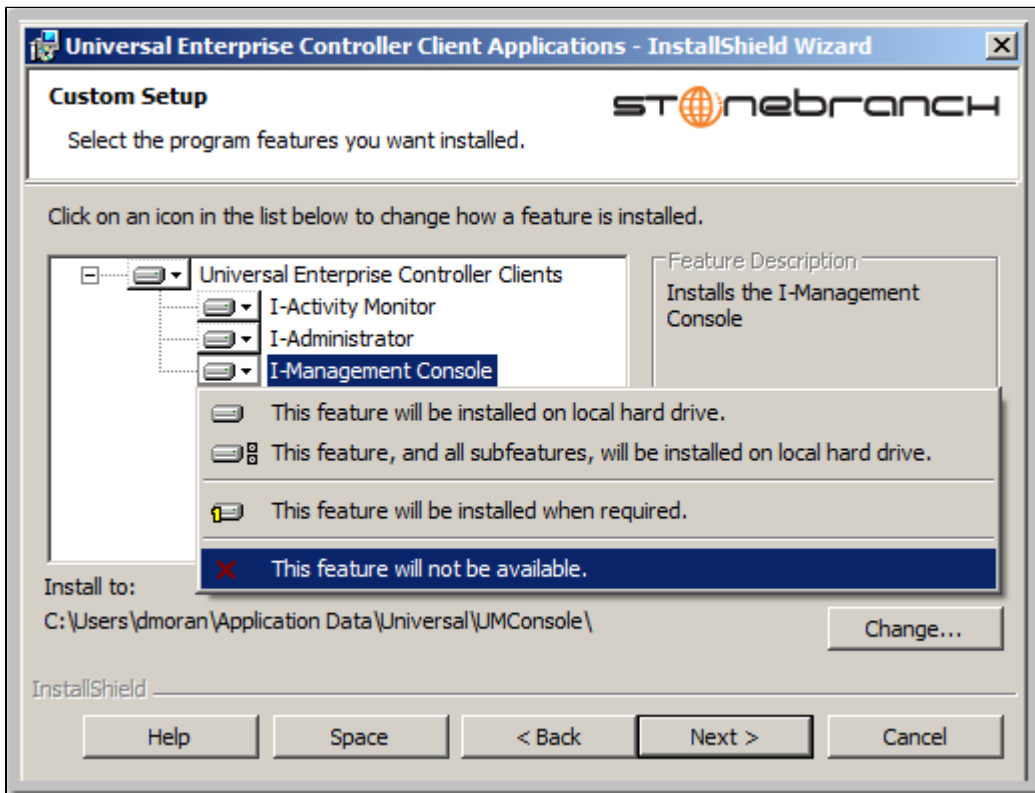 Universal Enterprise Controller Client Applications - InstallShield Wizard
Custom Setup
STONEBRANCH
Select the program features you want installed.
Click on an icon in the list below to change how a feature is installed.
Universal Enterprise Controller Clients
I-Activity Monitor
I-Administrator
I-Management Console
Feature Description
Installs the I-Management
Console
This feature will be installed on local hard drive.
This feature, and all subfeatures, will be installed on local hard drive.
This feature will be installed when required.
This feature will not be available.
Install to:
C:\Users\dmoran\Application Data\Universal\UMConsole\
Change...
InstallShield
Help Space < Back Next > Cancel